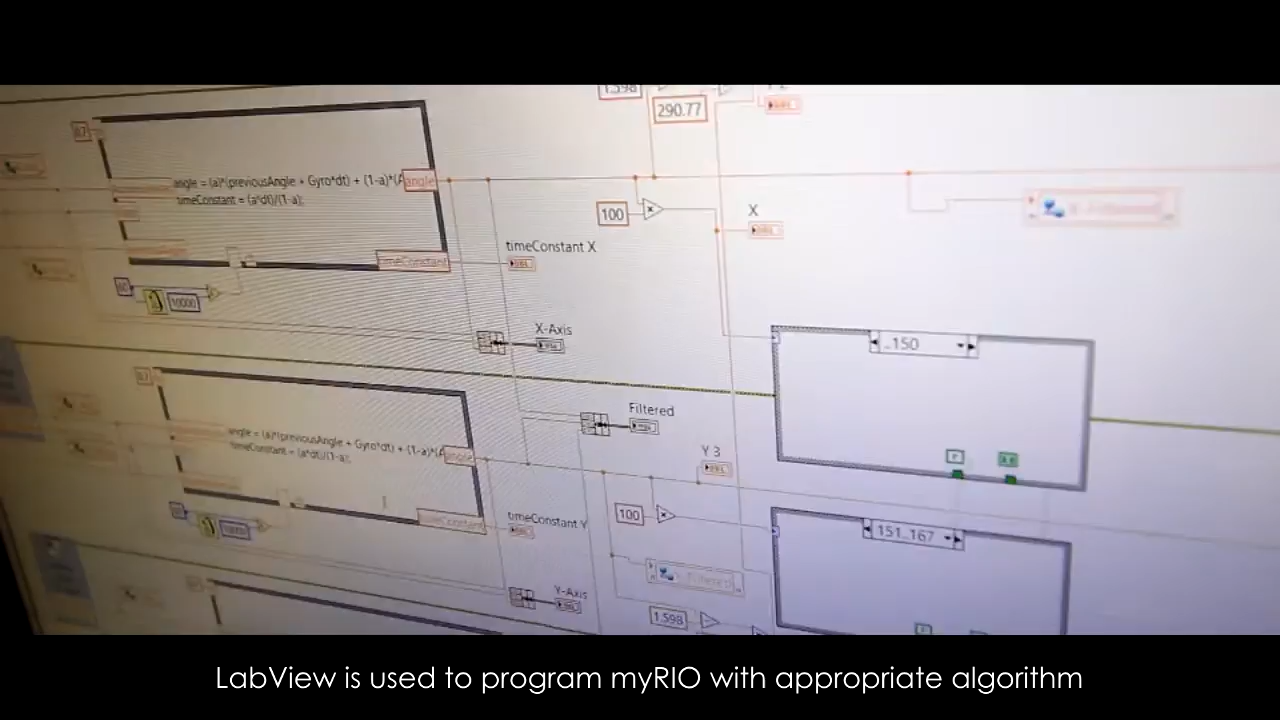 1.598
290.77
angle = (a)*(previousAngle + Gyro*dt) + (1-a)*(A
angle
timeConstant = (a*dt)/(1-a);
100
X
timeConstant X
timeConstant
10000
X-Axis
..150
Filtered
angle = (a)*(previousAngle + Gyro*dt) + (1-a)*(A
angle
timeConstant = (a*dt)/(1-a);
Y 3
100
timeConstant
timeConstant Y
10000
151..167
Y-Axis
1.598
LabView is used to program myRIO with appropriate algorithm